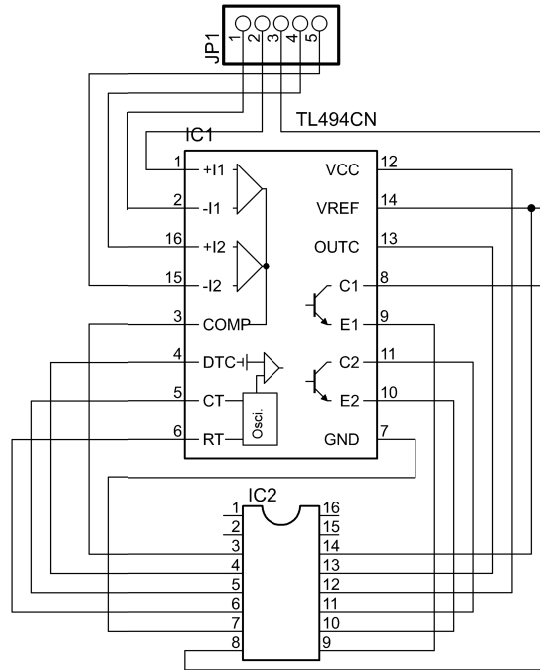 JP1
1 2 3 4 5
IC1
TL494CN
1 +I1 VCC 12
2 -I1 VREF 14
16 +I2 OUTC 13
15 -I2 C1 8
3 COMP E1 9
4 DTC C2 11
5 CT Osci. E2 10
6 RT GND 7
IC2
1 16
2 15
3 14
4 13
5 12
6 11
7 10
8 9